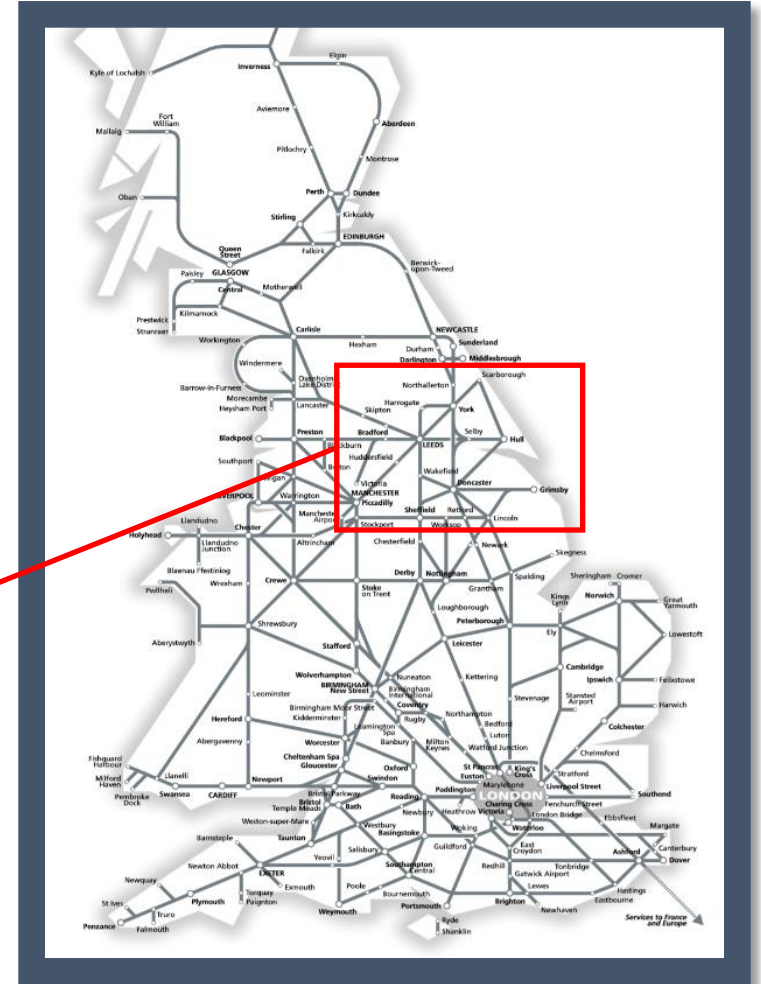 Elgin
Inverness
Kyle of Lochalsh
Aviemore
Fort
William
Mallaig
Aberdeen
Pitlochry
Montrose
Perth
Dundee
Oban
Stirling
Kirkcaldy
EDINBURGH
Queen
Street
Falkirk
Berwick-
upon-Tweed
Paisley
GLASGOW
Central
Motherwell
Prestwick
Kilmarnock
Stranraer
Carlisle
NEWCASTLE
Workington
Hexham
Durham
Sunderland
Darlington
Middlesbrough
Windermere
Oxenholme
Lake District
Northallerton
Scarborough
Barrow-in-Furness
Morecambe
Heysham Port
Lancaster
Harrogate
York
Skipton
Blackpool
Preston
Bradford
LEEDS
Selby
Hull
Blackburn
Huddersfield
Southport
Bolton
Wakefield
Wigan
Victoria
MANCHESTER
Piccadilly
Doncaster
Grimsby
LIVERPOOL
Warrington
Manchester
Airport
Sheffield
Retford
Lincoln
Llandudno
Stockport
Worksop
Holyhead
Chester
Llandudno
Junction
Altrincham
Chesterfield
Newark
Skegness
Blaenau Ffestiniog
Pwllheli
Wrexham
Crewe
Stoke
on Trent
Derby
Nottingham
Grantham
Spalding
Sheringham
Cromer
Kings
Lynn
Norwich
Great
Yarmouth
Loughborough
Shrewsbury
Peterborough
Ely
Lowestoft
Aberystwyth
Stafford
Leicester
Wolverhampton
BIRMINGHAM
New Street
Nuneaton
Birmingham
International
Kettering
Cambridge
Ipswich
Felixstowe
Leominster
Coventry
Stevenage
Stansted
Airport
Harwich
Birmingham Moor Street
Kidderminster
Rugby
Northampton
Hereford
Leamington
Spa
Bedford
Colchester
Abergavenny
Worcester
Banbury
Milton
Keynes
Luton
Watford Junction
Chelmsford
Cheltenham Spa
Gloucester
Oxford
St Pancras
Euston
King's
Cross
Stratford
Fishguard
Harbour
Milford
Haven
Llanelli
Pembroke
Dock
Swansea
CARDIFF
Newport
Swindon
Marylebone
Paddington
LONDON
Liverpool Street
Southend
Bristol Parkway
Bristol
Temple Meads
Bath
Reading
Heathrow
Victoria
Charing Cross
Fenchurch Street
London Bridge
Ebbsfleet
Weston-super-Mare
Newbury
Waterloo
Margate
Barnstaple
Taunton
Westbury
Basingstoke
Woking
East
Croydon
Canterbury
Salisbury
Guildford
Ashford
Dover
Newton Abbot
Yeovil
Southampton
Central
Redhill
Gatwick Airport
Tonbridge
Newquay
EXETER
Exmouth
Poole
Bournemouth
Lewes
Hastings
Eastbourne
St Ives
Plymouth
Torquay
Paignton
Weymouth
Portsmouth
Brighton
Newhaven
Truro
Falmouth
Penzance
Ryde
Shanklin
Services to France
and Europe